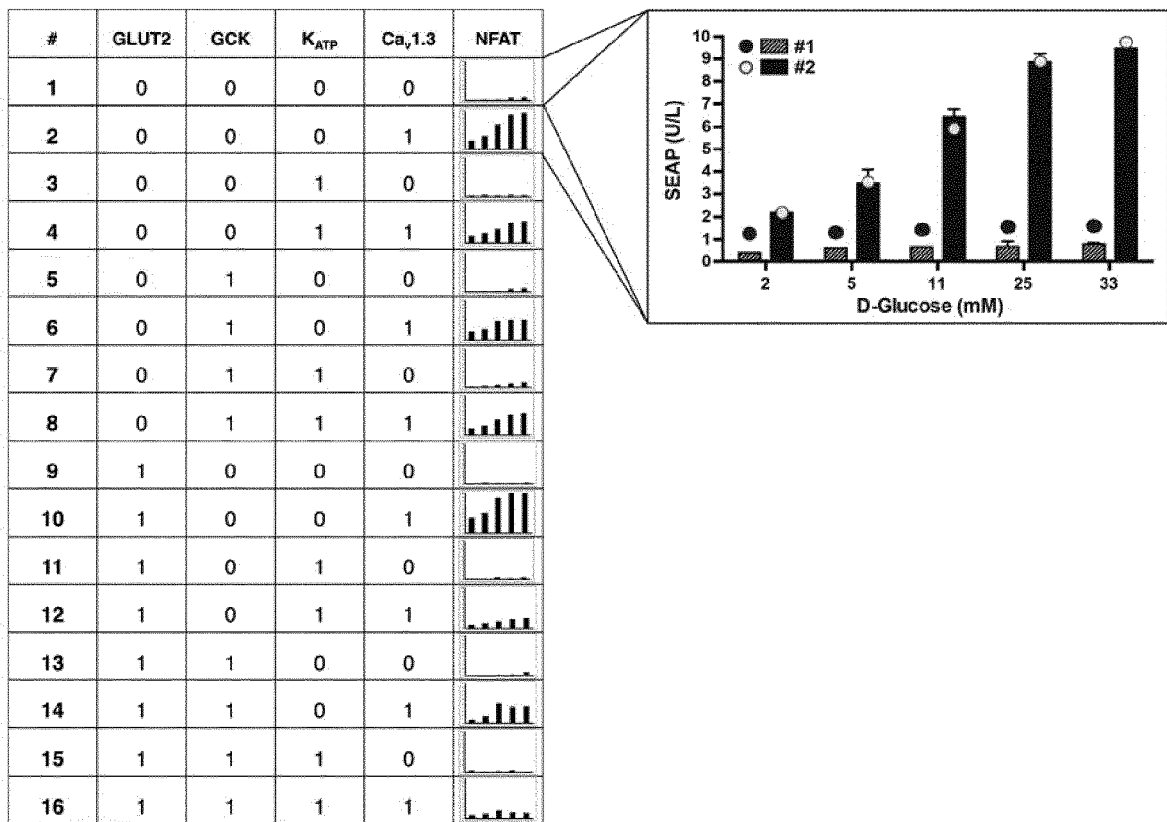 # GLUT2 GCK KATP Cav1.3 NFAT
1 0 0 0 0
2 0 0 0 1
3 0 0 1 0
4 0 0 1 1
5 0 1 0 0
6 0 1 0 1
7 0 1 1 0
8 0 1 1 1
9 1 0 0 0
10 1 0 0 1
11 1 0 1 0
12 1 0 1 1
13 1 1 0 0
14 1 1 0 1
15 1 1 1 0
16 1 1 1 1
#1
#2
SEAP (U/L)
10
9
8
7
6
5
4
3
2
1
0
2 5 11 25 33
D-Glucose (mM)